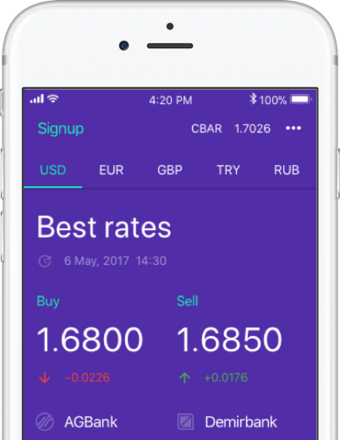 4:20 PM 100%
Signup CBAR 1.7026 •••
USD EUR GBP TRY RUB
Best rates
6 May, 2017 14:30
Buy Sell
1.6800 1.6850
↓ -0.0226 ↑ +0.0176
AGBank Demirbank